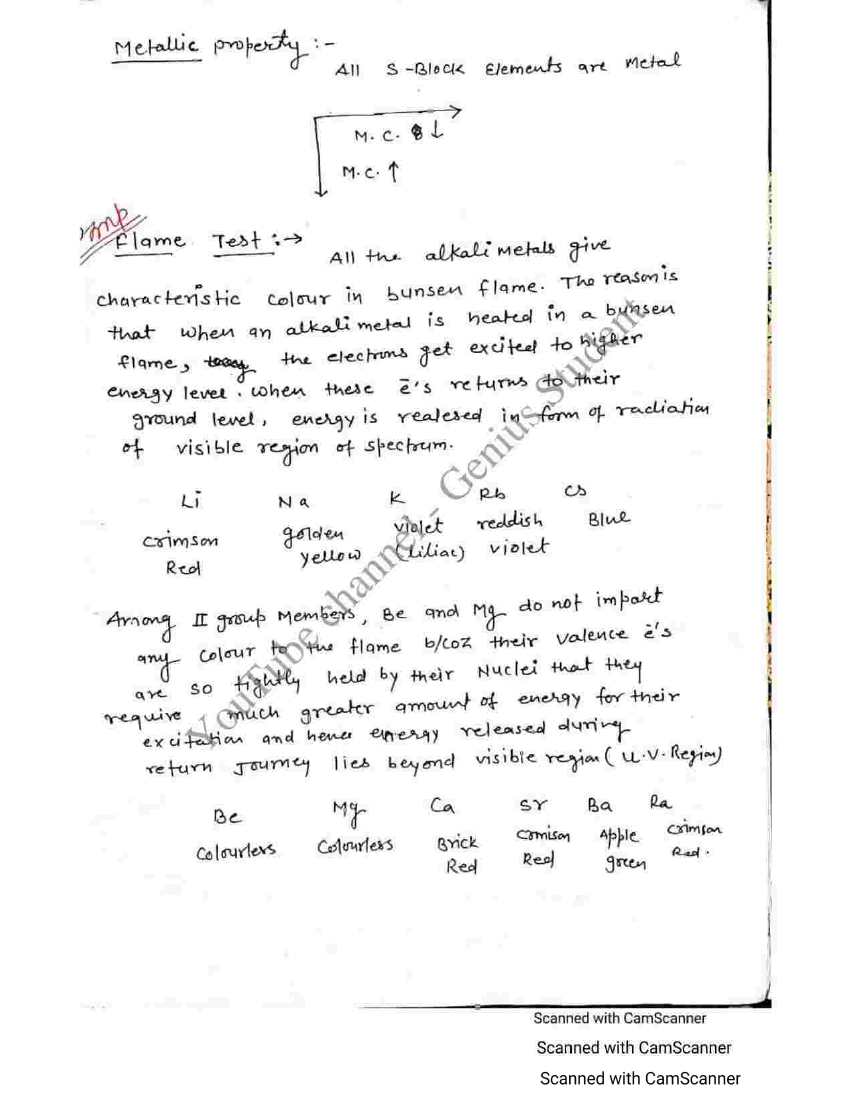 Metallic property :-
All S-Block Elements are Metal
M. C. ↓
M.C. ↑
Imp
Flame Test :→
All the alkali metals give
characteristic colour in bunsen flame. The reason is
that when an alkali metal is heated in a bunsen
flame, the electrons get excited to higher
energy level. when these ē's returns to their
ground level, energy is realesed in form of radiation
of visible region of spectrum.
Li Na K Rb Cs
crimson golden violet reddish Blue
Red yellow (liliac) violet
Among II group Members, Be and Mg do not impart
any colour to the flame b/coz their valence ē's
are so tightly held by their Nuclei that they
require much greater amount of energy for their
excitation and hence energy released during
return Journey lies beyond visible region (U.V. Region)
Be Mg Ca Sr Ba Ra
Colourless Colourless Brick Apple crimson
Red Red green Red.
YouTube channel - Genius Student
Scanned with CamScanner
Scanned with CamScanner
Scanned with CamScanner